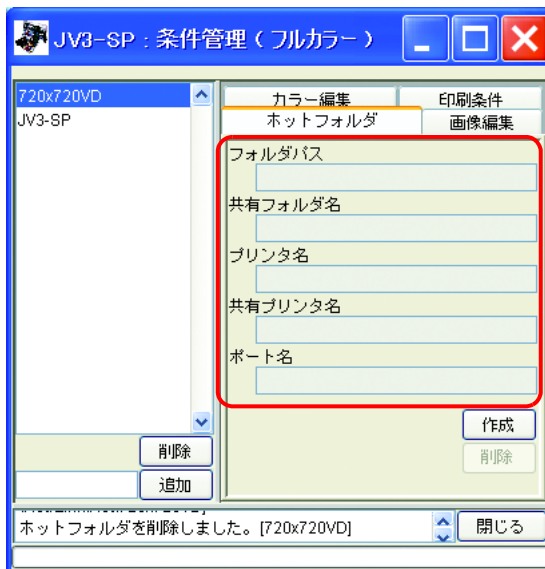 JV3-SP : 条件管理 ( フルカラー )
720x720VD
JV3-SP
カラー編集
印刷条件
ホットフォルダ
画像編集
フォルダパス
共有フォルダ名
プリンタ名
共有プリンタ名
ポート名
作成
削除
削除
追加
ホットフォルダを削除しました。[720x720VD]
閉じる